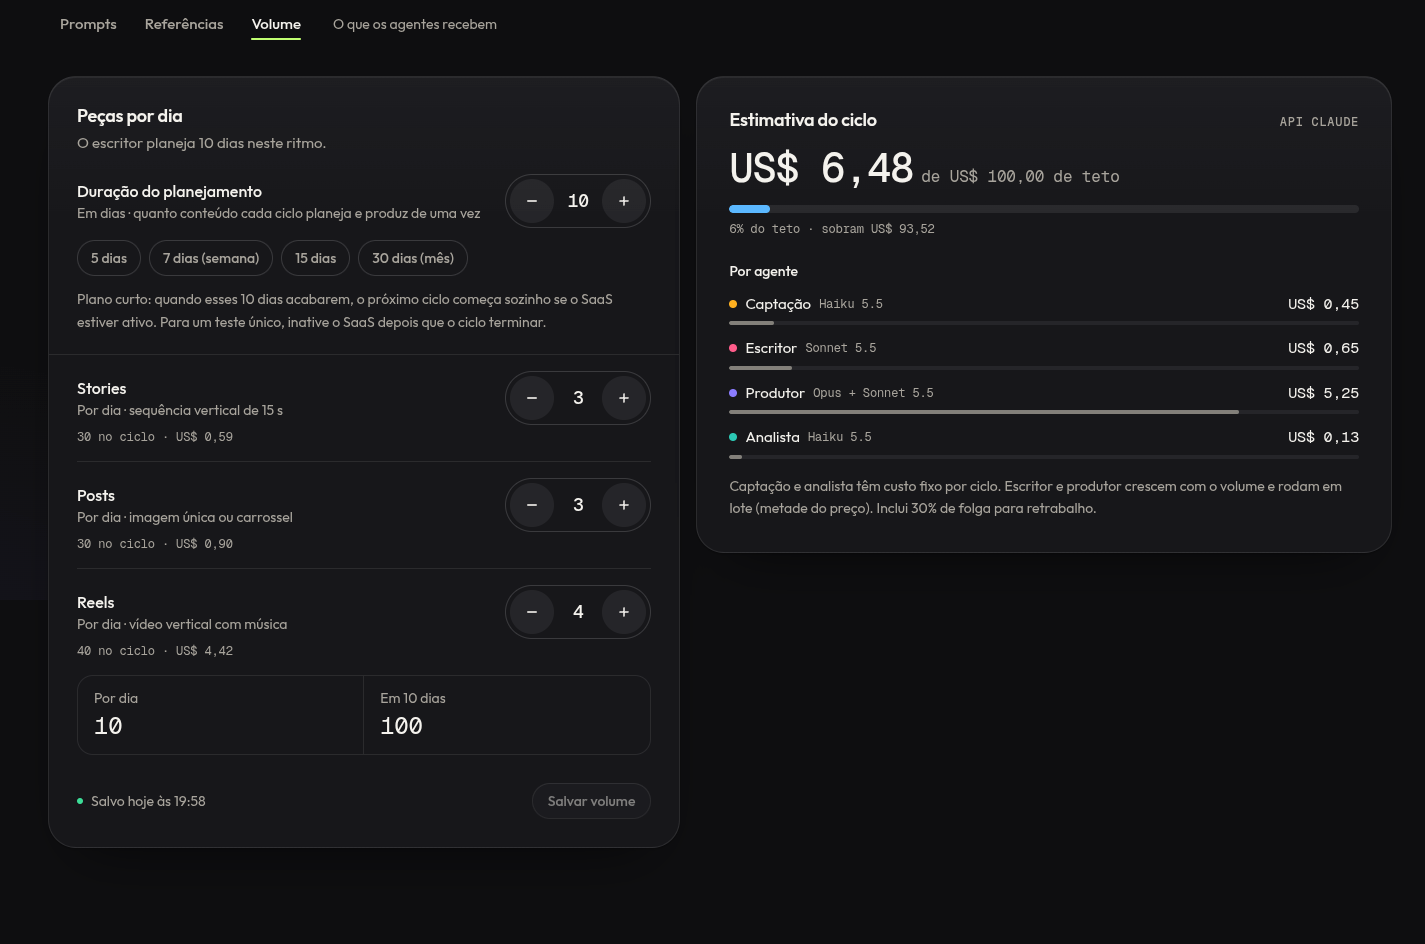 Prompts Referências Volume O que os agentes recebem
Peças por dia
O escritor planeja 10 dias neste ritmo.
Duração do planejamento
Em dias · quanto conteúdo cada ciclo planeja e produz de uma vez
− 10 +
5 dias 7 dias (semana) 15 dias 30 dias (mês)
Plano curto: quando esses 10 dias acabarem, o próximo ciclo começa sozinho se o SaaS
estiver ativo. Para um teste único, inative o SaaS depois que o ciclo terminar.
Stories
Por dia · sequência vertical de 15 s
30 no ciclo · US$ 0,59
− 3 +
Posts
Por dia · imagem única ou carrossel
30 no ciclo · US$ 0,90
− 3 +
Reels
Por dia · vídeo vertical com música
40 no ciclo · US$ 4,42
− 4 +
Por dia
10
Em 10 dias
100
Salvo hoje às 19:58
Salvar volume
Estimativa do ciclo
API CLAUDE
US$ 6,48 de US$ 100,00 de teto
6% do teto · sobram US$ 93,52
Por agente
Captação Haiku 5.5 US$ 0,45
Escritor Sonnet 5.5 US$ 0,65
Produtor Opus + Sonnet 5.5 US$ 5,25
Analista Haiku 5.5 US$ 0,13
Captação e analista têm custo fixo por ciclo. Escritor e produtor crescem com o volume e rodam em
lote (metade do preço). Inclui 30% de folga para retrabalho.